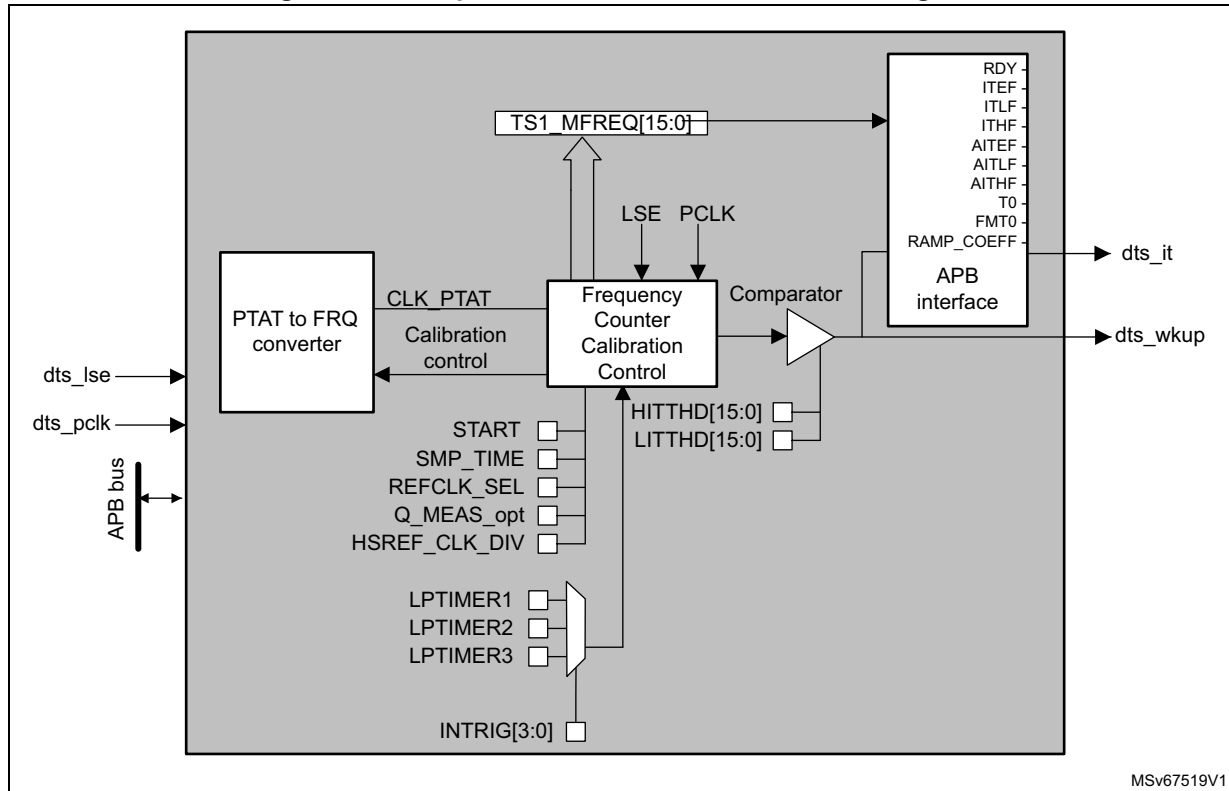 RDY
ITEF
ITLF
ITHF
AITEF
AITLF
AITHF
T0
FMT0
RAMP_COEFF
APB
interface
TS1_MFREQ[15:0]
LSE PCLK
dts_it
PTAT to FRQ
converter
CLK_PTAT
Calibration
control
Frequency
Counter
Calibration
Control
Comparator
dts_wkup
dts_lse
dts_pclk
APB bus
HITTHD[15:0]
LITTHD[15:0]
START
SMP_TIME
REFCLK_SEL
Q_MEAS_opt
HSREF_CLK_DIV
LPTIMER1
LPTIMER2
LPTIMER3
INTRIG[3:0]
MSv67519V1